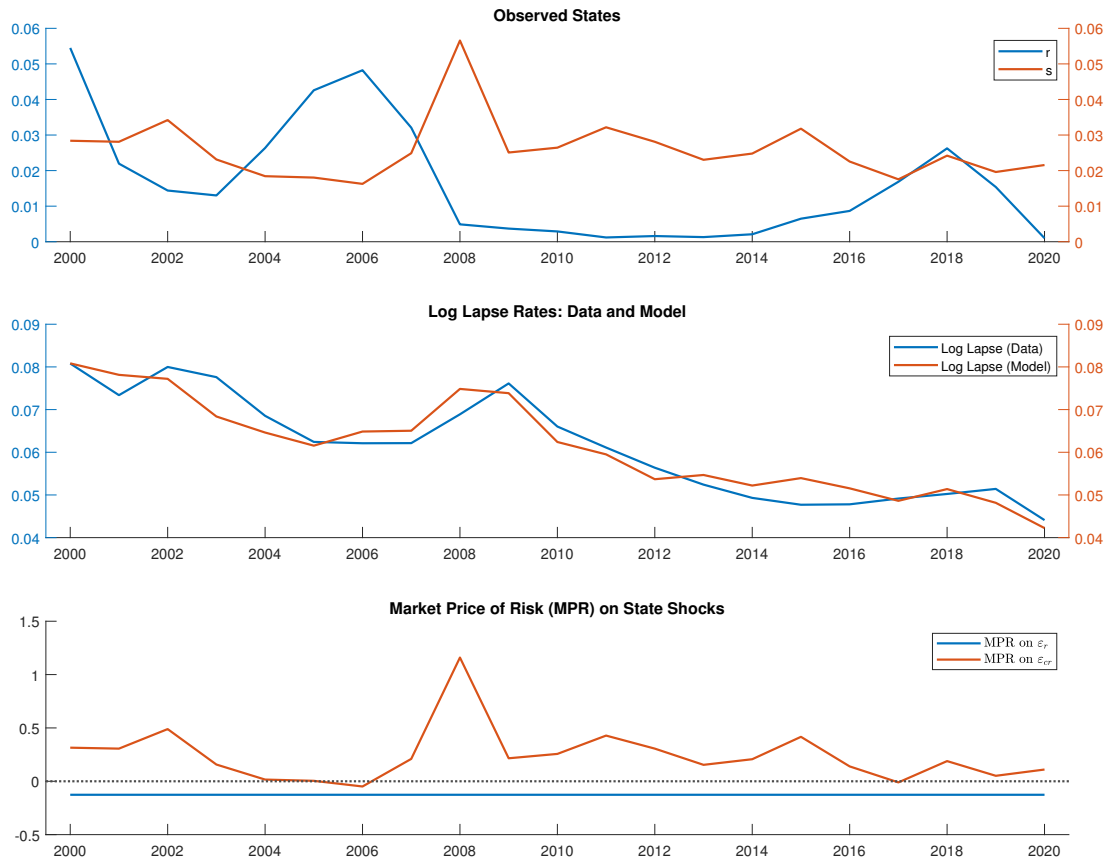 Observed States
0.06 0.06
0.05 0.05
0.04 0.04
0.03 0.03
0.02 0.02
0.01 0.01
0 0
r
s
2000 2002 2004 2006 2008 2010 2012 2014 2016 2018 2020
Log Lapse Rates: Data and Model
0.09 0.09
0.08 0.08
0.07 0.07
0.06 0.06
0.05 0.05
0.04 0.04
Log Lapse (Data)
Log Lapse (Model)
2000 2002 2004 2006 2008 2010 2012 2014 2016 2018 2020
Market Price of Risk (MPR) on State Shocks
1.5
1
0.5
0
-0.5
MPR on εr
MPR on εcr
2000 2002 2004 2006 2008 2010 2012 2014 2016 2018 2020